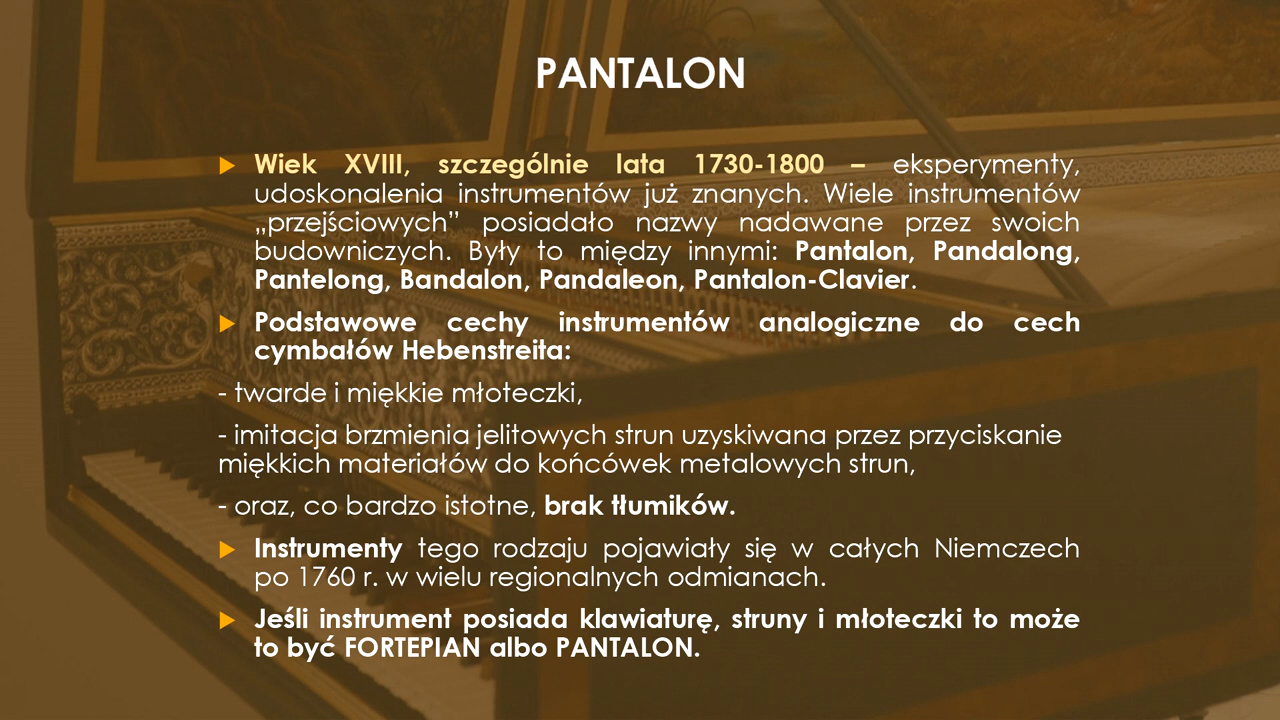 PANTALON
Wiek XVIII, szczególnie lata 1730-1800 – eksperymenty,
udoskonalenia instrumentów już znanych. Wiele instrumentów
„przejściowych” posiadało nazwy nadawane przez swoich
budowniczych. Były to między innymi: Pantalon, Pandalong,
Pantelong, Bandalon, Pandaleon, Pantalon-Clavier.
Podstawowe cechy instrumentów analogiczne do cech
cymbałów Hebenstreita:
- twarde i miękkie młoteczki,
- imitacja brzmienia jelitowych strun uzyskiwana przez przyciskanie
miękkich materiałów do końcówek metalowych strun,
- oraz, co bardzo istotne, brak tłumików.
Instrumenty tego rodzaju pojawiały się w całych Niemczech
po 1760 r. w wielu regionalnych odmianach.
Jeśli instrument posiada klawiaturę, struny i młoteczki to może
to być FORTEPIAN albo PANTALON.